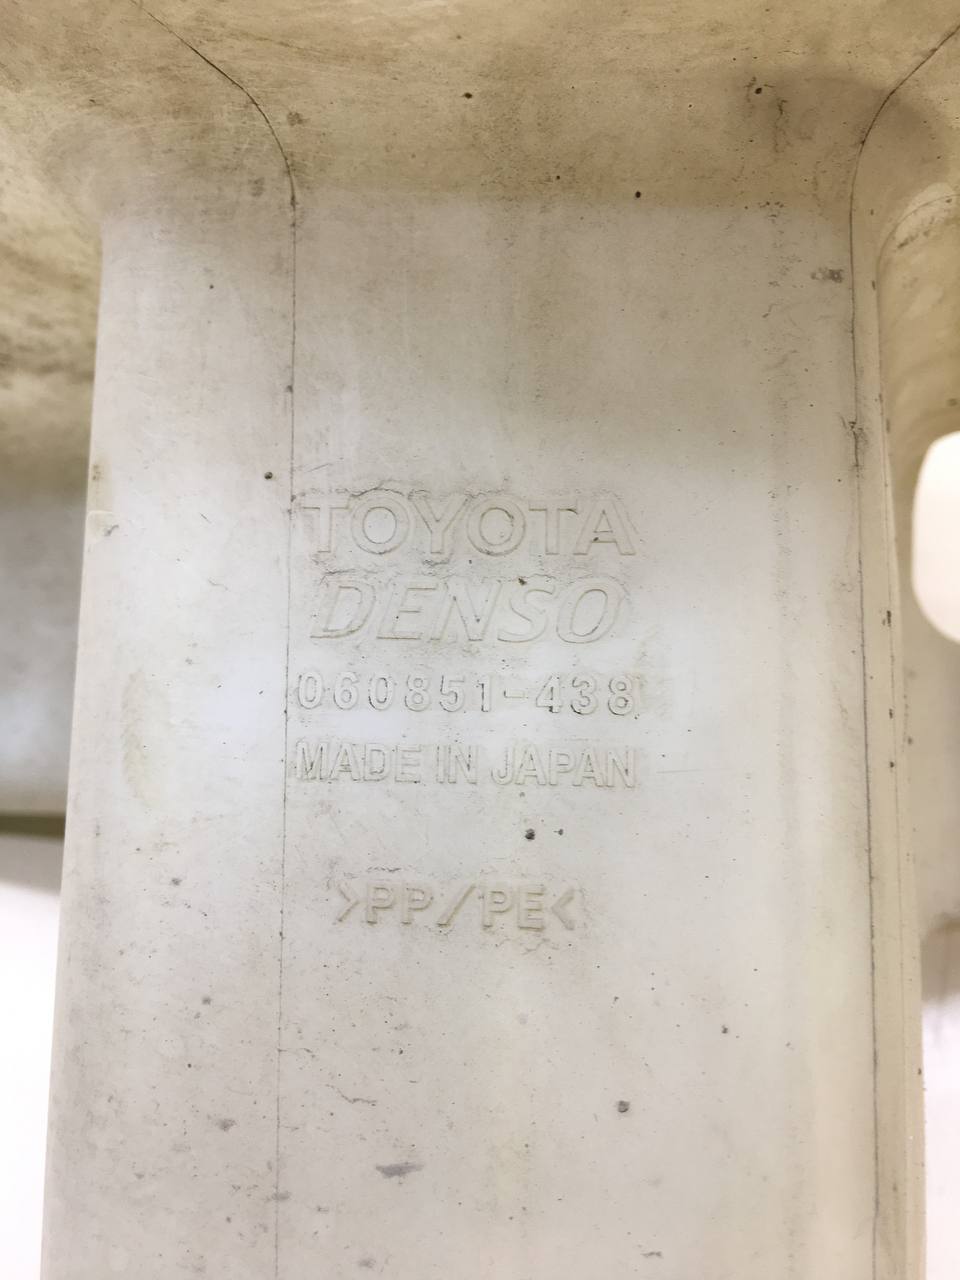 TOYOTA
DENSO
060851-438
MADE IN JAPAN
>PP/PE<